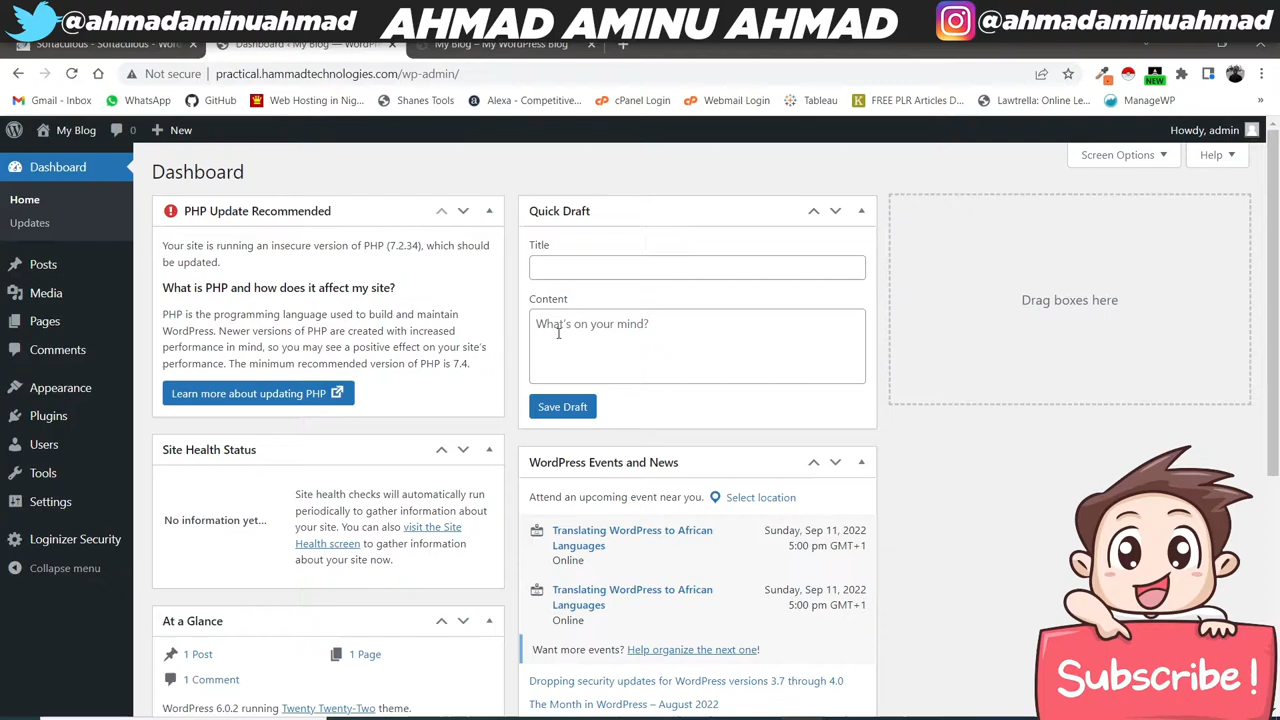 @ahmadaminuahmad
AHMAD AMINU AHMAD
@ahmadaminuahmad
Softaculous - Softaculous - Wor
Dashboard ‹ My Blog — WordPr
My Blog – My WordPress Blog
Not secure
practical.hammadtechnologies.com/wp-admin/
NEW
Gmail - Inbox
WhatsApp
GitHub
Web Hosting in Nig...
Shanes Tools
Alexa - Competitive...
cPanel Login
Webmail Login
Tableau
FREE PLR Articles D...
Lawtrella: Online Le...
ManageWP
»
My Blog
0
New
Howdy, admin
Dashboard
Home
Updates
Posts
Media
Pages
Comments
Appearance
Plugins
Users
Tools
Settings
Loginizer Security
Collapse menu
Screen Options
Help
Dashboard
PHP Update Recommended
Your site is running an insecure version of PHP (7.2.34), which should
be updated.
What is PHP and how does it affect my site?
PHP is the programming language used to build and maintain
WordPress. Newer versions of PHP are created with increased
performance in mind, so you may see a positive effect on your site's
performance. The minimum recommended version of PHP is 7.4.
Learn more about updating PHP
Site Health Status
No information yet...
Site health checks will automatically run
periodically to gather information about
your site. You can also visit the Site
Health screen to gather information
about your site now.
At a Glance
1 Post
1 Page
1 Comment
WordPress 6.0.2 running Twenty Twenty-Two theme.
Quick Draft
Title
Content
What's on your mind?
Save Draft
WordPress Events and News
Attend an upcoming event near you.
Select location
Translating WordPress to African
Languages
Online
Sunday, Sep 11, 2022
5:00 pm GMT+1
Translating WordPress to African
Languages
Online
Sunday, Sep 11, 2022
5:00 pm GMT+1
Want more events? Help organize the next one!
Dropping security updates for WordPress versions 3.7 through 4.0
The Month in WordPress – August 2022
Drag boxes here
Subscribe!